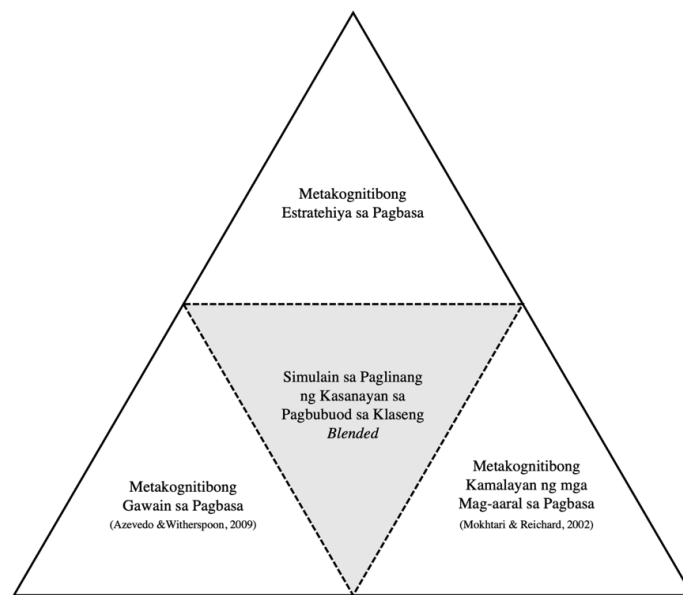 Metakognitibong
Estratehiya sa Pagbasa
Simulain sa Paglinang
ng Kasanayan sa
Pagbubuod sa Klaseng
Blended
Metakognitibong
Gawain sa Pagbasa
(Azevedo &Witherspoon, 2009)
Metakognitibong
Kamalayan ng mga
Mag-aaral sa Pagbasa
(Mokhtari & Reichard, 2002)